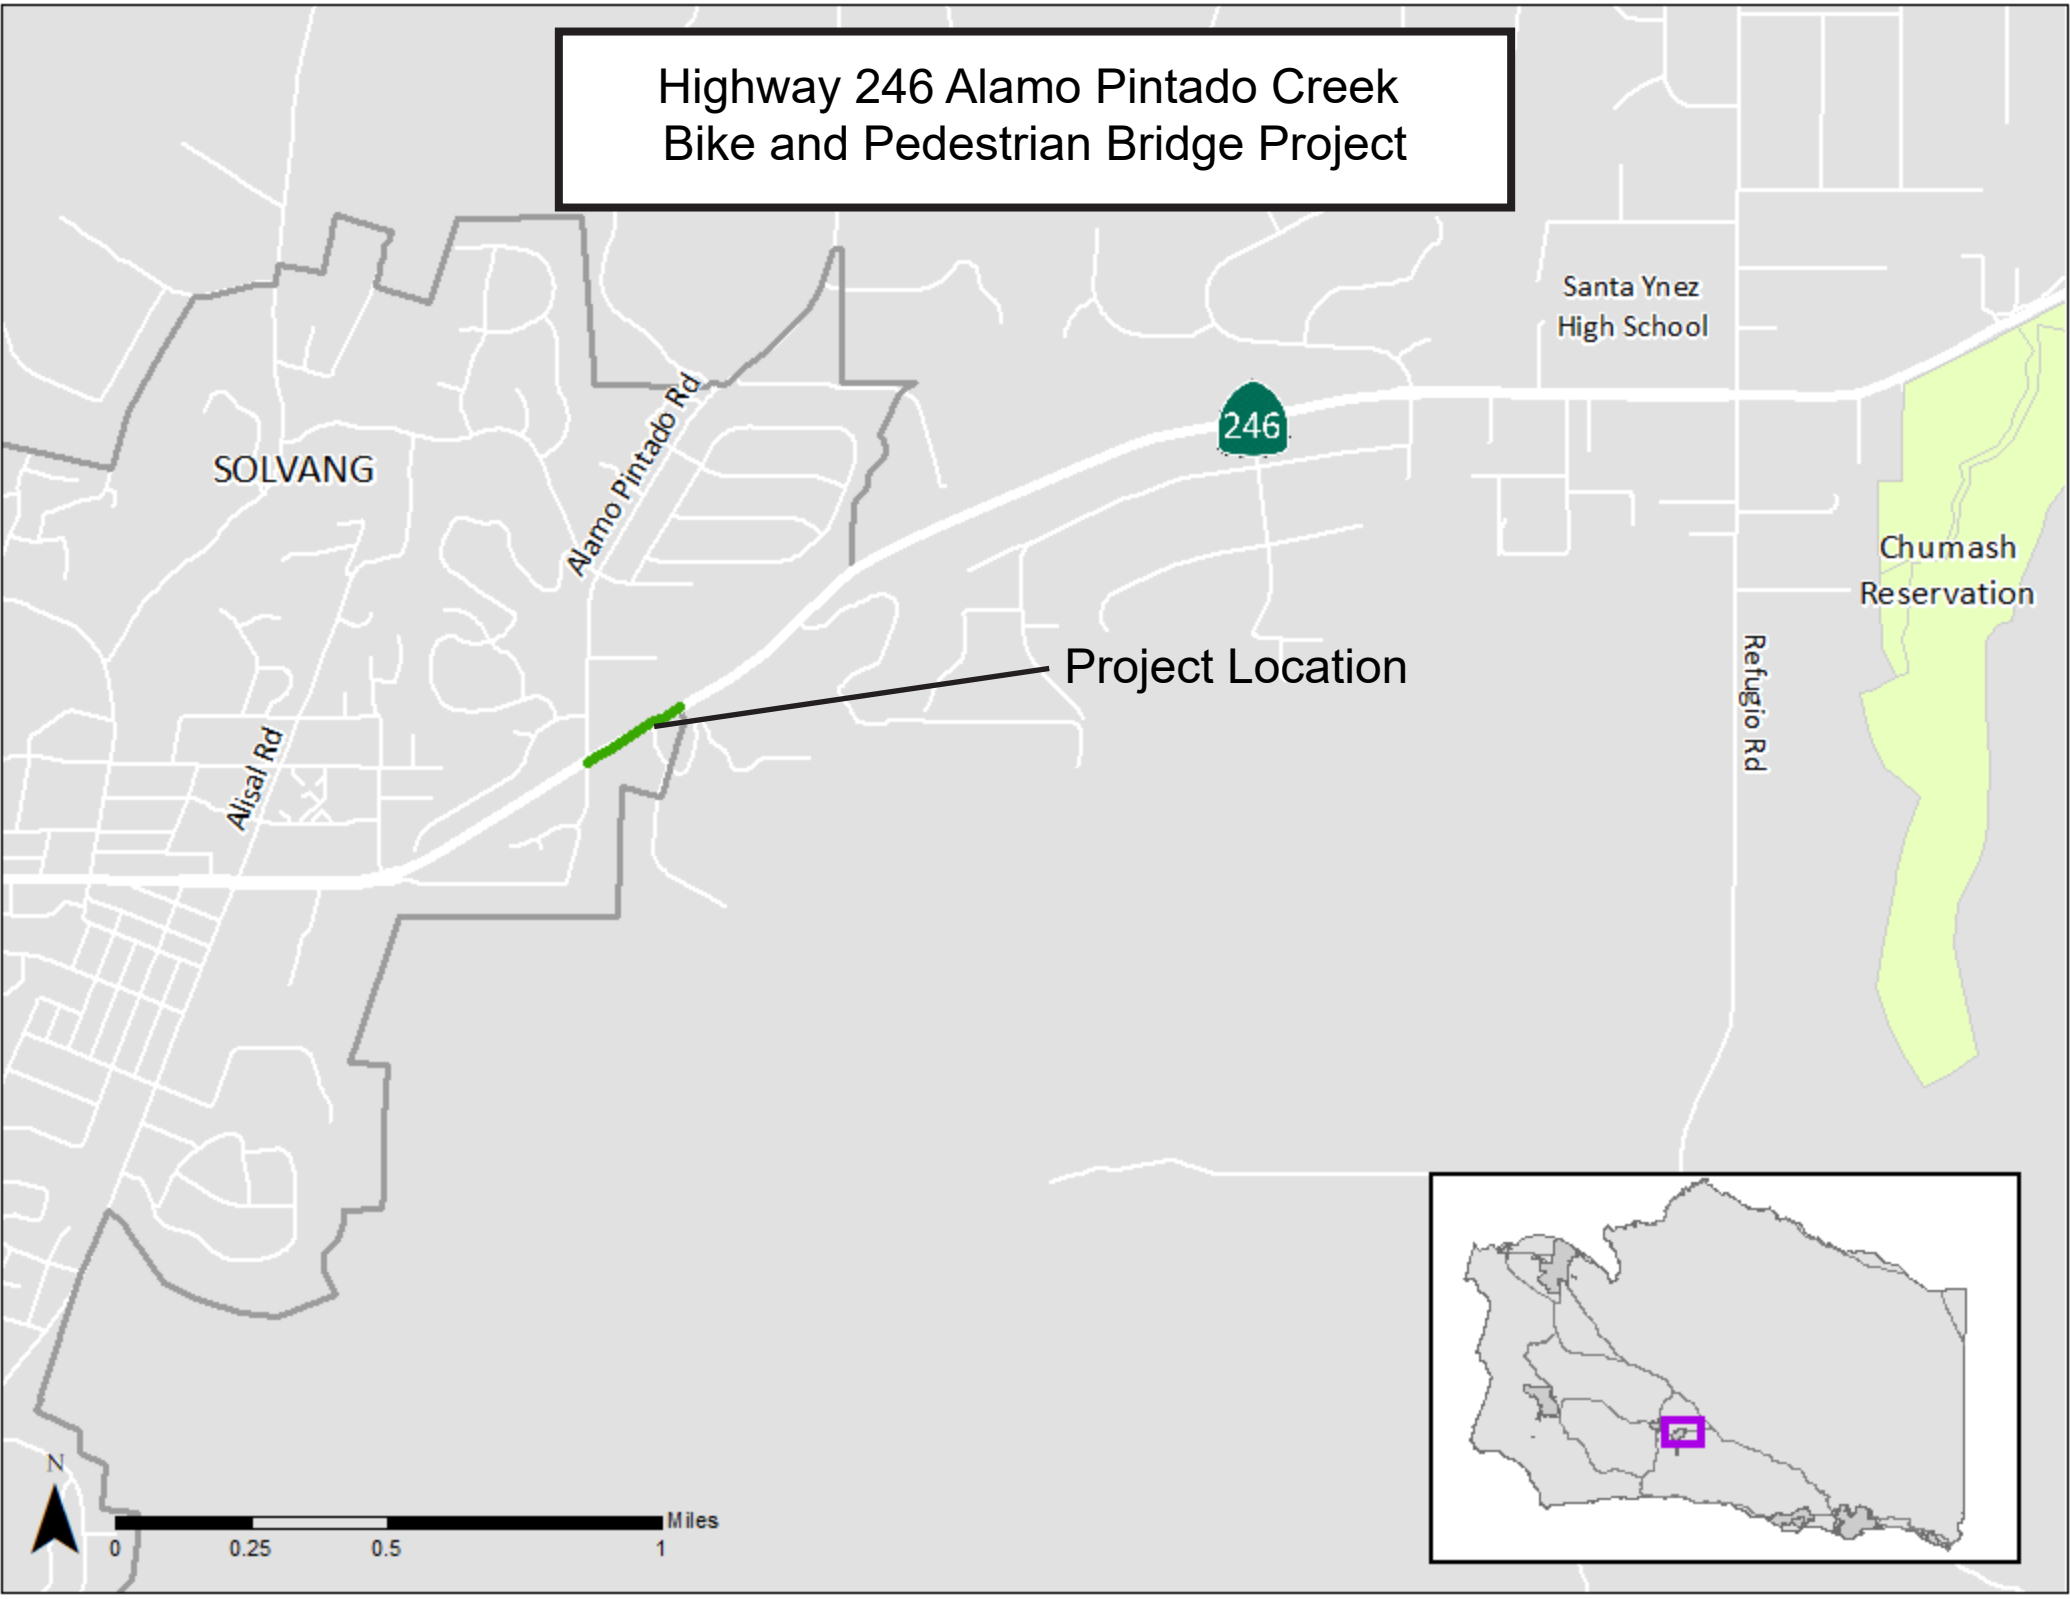 Highway 246 Alamo Pintado Creek
Bike and Pedestrian Bridge Project
Santa Ynez
High School
246
SOLVANG
Alamo Pintado Rd
Chumash
Reservation
Project Location
Refugio Rd
Alisal Rd
N
Miles
0 0.25 0.5 1